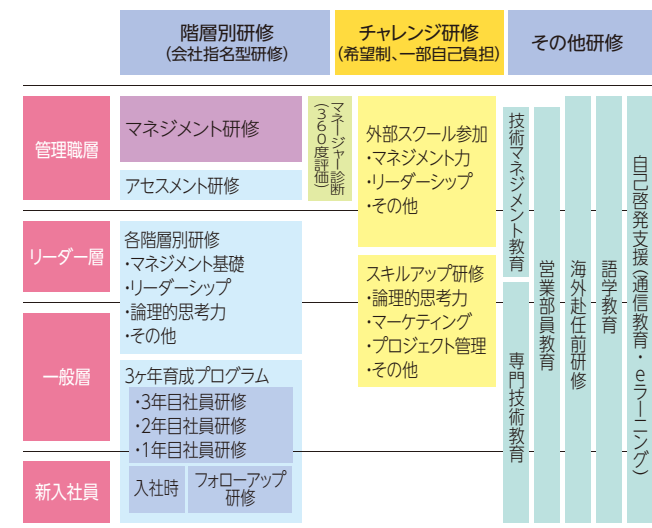 階層別研修
(会社指名型研修)
チャレンジ研修
(希望制、一部自己負担)
その他研修
管理職層
マネジメント研修
アセスメント研修
マネージャー診断
(360度評価)
外部スクール参加
・マネジメント力
・リーダーシップ
・その他
リーダー層
各階層別研修
・マネジメント基礎
・リーダーシップ
・論理的思考力
・その他
スキルアップ研修
・論理的思考力
・マーケティング
・プロジェクト管理
・その他
一般層
3ヶ年育成プログラム
・3年目社員研修
・2年目社員研修
・1年目社員研修
新入社員
入社時
フォローアップ
研修
技術マネジメント教育
専門技術教育
営業部員教育
海外赴任前研修
語学教育
自己啓発支援(通信教育・eラーニング)